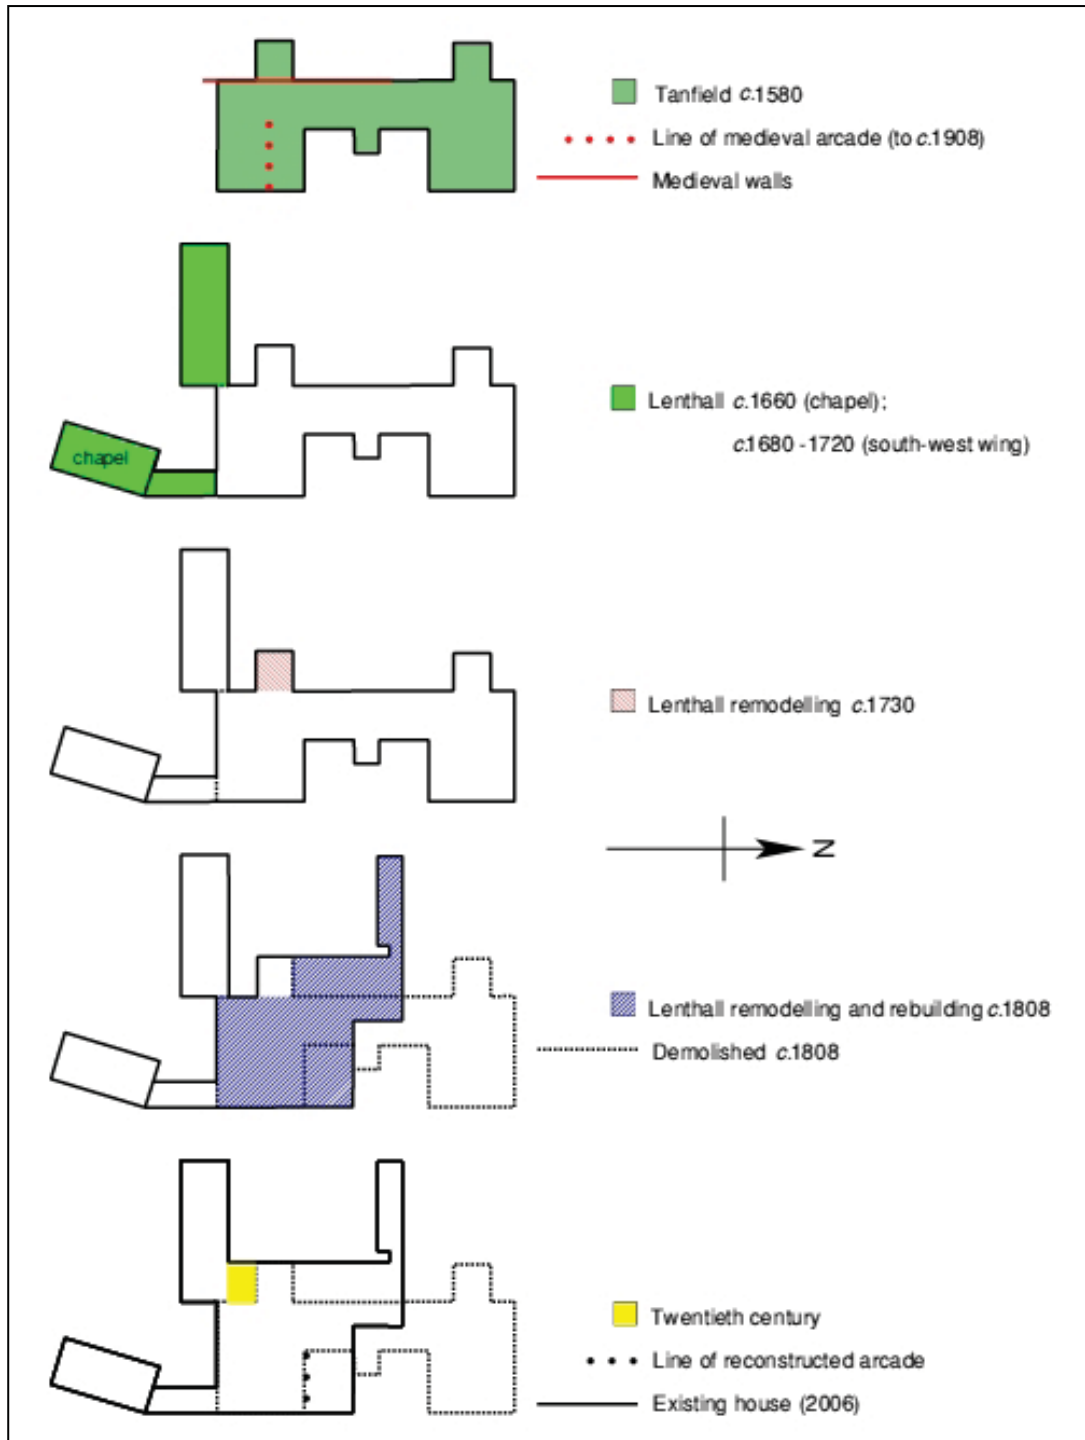 Tanfield c.1580
Line of medieval arcade (to c.1908)
Medieval walls
chapel
Lenthall c.1660 (chapel);
c.1680 -1720 (south-west wing)
Lenthall remodelling c.1730
N
Lenthall remodelling and rebuilding c.1808
Demolished c.1808
Twentieth century
Line of reconstructed arcade
Existing house (2006)